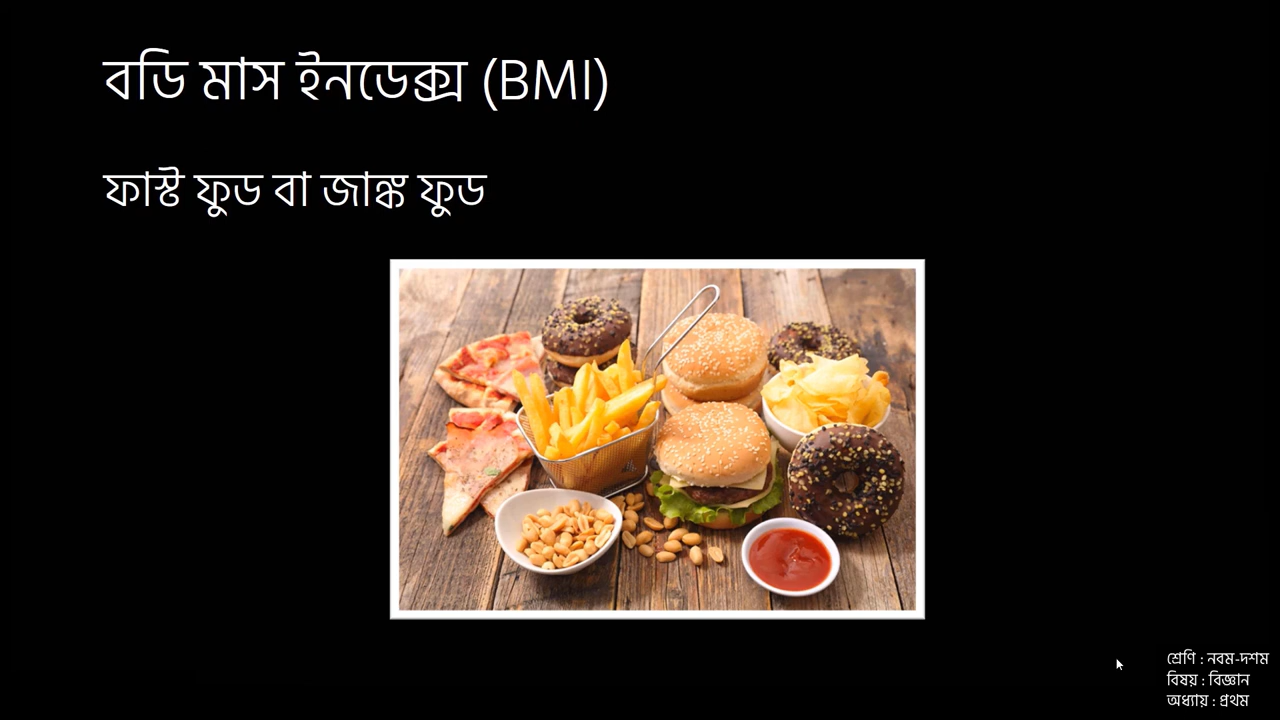 বডি মাস ইনডেক্স (BMI)
ফাস্ট ফুড বা জাঙ্ক ফুড
শ্রেণি : নবম-দশম
বিষয় : বিজ্ঞান
অধ্যায় : প্রথম